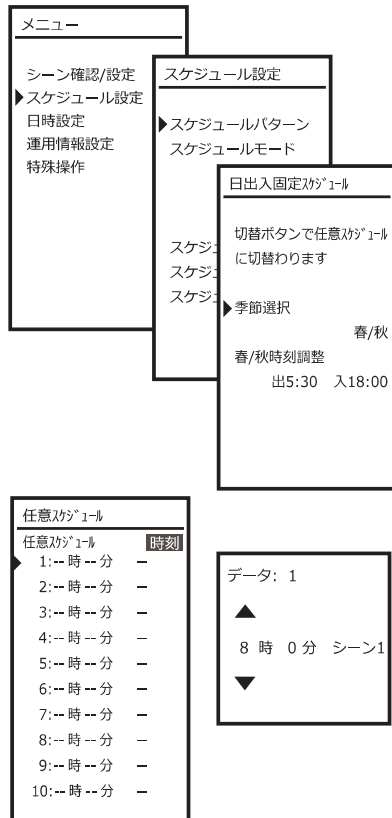 メニュー
シーン確認/設定
スケジュール設定
日時設定
運用情報設定
特殊操作
スケジュール設定
スケジュールパターン
スケジュールモード
スケジ
スケジ
スケジ
日出入固定ｽｹｼﾞｭｰﾙ
切替ボタンで任意ｽｹｼﾞｭｰﾙ
に切替わります
季節選択
春/秋
春/秋時刻調整
出5:30 入18:00
任意ｽｹｼﾞｭｰﾙ
任意ｽｹｼﾞｭｰﾙ 時刻
1:-- 時 -- 分 −
2:-- 時 -- 分 −
3:-- 時 -- 分 −
4:-- 時 -- 分 −
5:-- 時 -- 分 −
6:-- 時 -- 分 −
7:-- 時 -- 分 −
8:-- 時 -- 分 −
9:-- 時 -- 分 −
10:-- 時 -- 分 −
データ: 1
8 時 0 分 シーン1